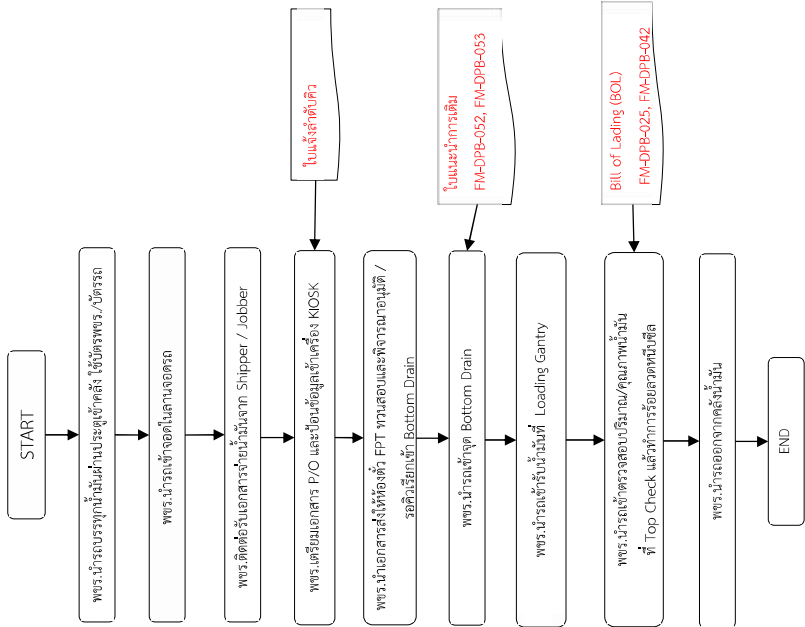 START
พขร.นำรถบรรทุกน้ำมันผ่านประตูเข้าคลัง ใช้บัตรพขร./บัตรรถ
พขร.นำรถเข้าจอดในลานจอดรถ
พขร.ติดต่อรับเอกสารจ่ายน้ำมันจาก Shipper / Jobber
พขร.เตรียมเอกสาร P/O และป้อนข้อมูลเข้าเครื่อง KIOSK
ใบแจ้งลำดับคิว
พขร.นำเอกสารส่งให้ห้องตั๋ว FPT ทวนสอบและพิจารณาอนุมัติ /
รอคิวเรียกเข้า Bottom Drain
พขร.นำรถเข้าจุด Bottom Drain
ใบแนะนำการเติม
FM-DPB-052, FM-DPB-053
พขร.นำรถเข้ารับน้ำมันที่ Loading Gantry
พขร.นำรถเข้าตรวจสอบปริมาณ/คุณภาพน้ำมัน
ที่ Top Check แล้วทำการร้อยลวดหนีบซีล
Bill of Lading (BOL)
FM-DPB-025, FM-DPB-042
พขร.นำรถออกจากคลังน้ำมัน
END